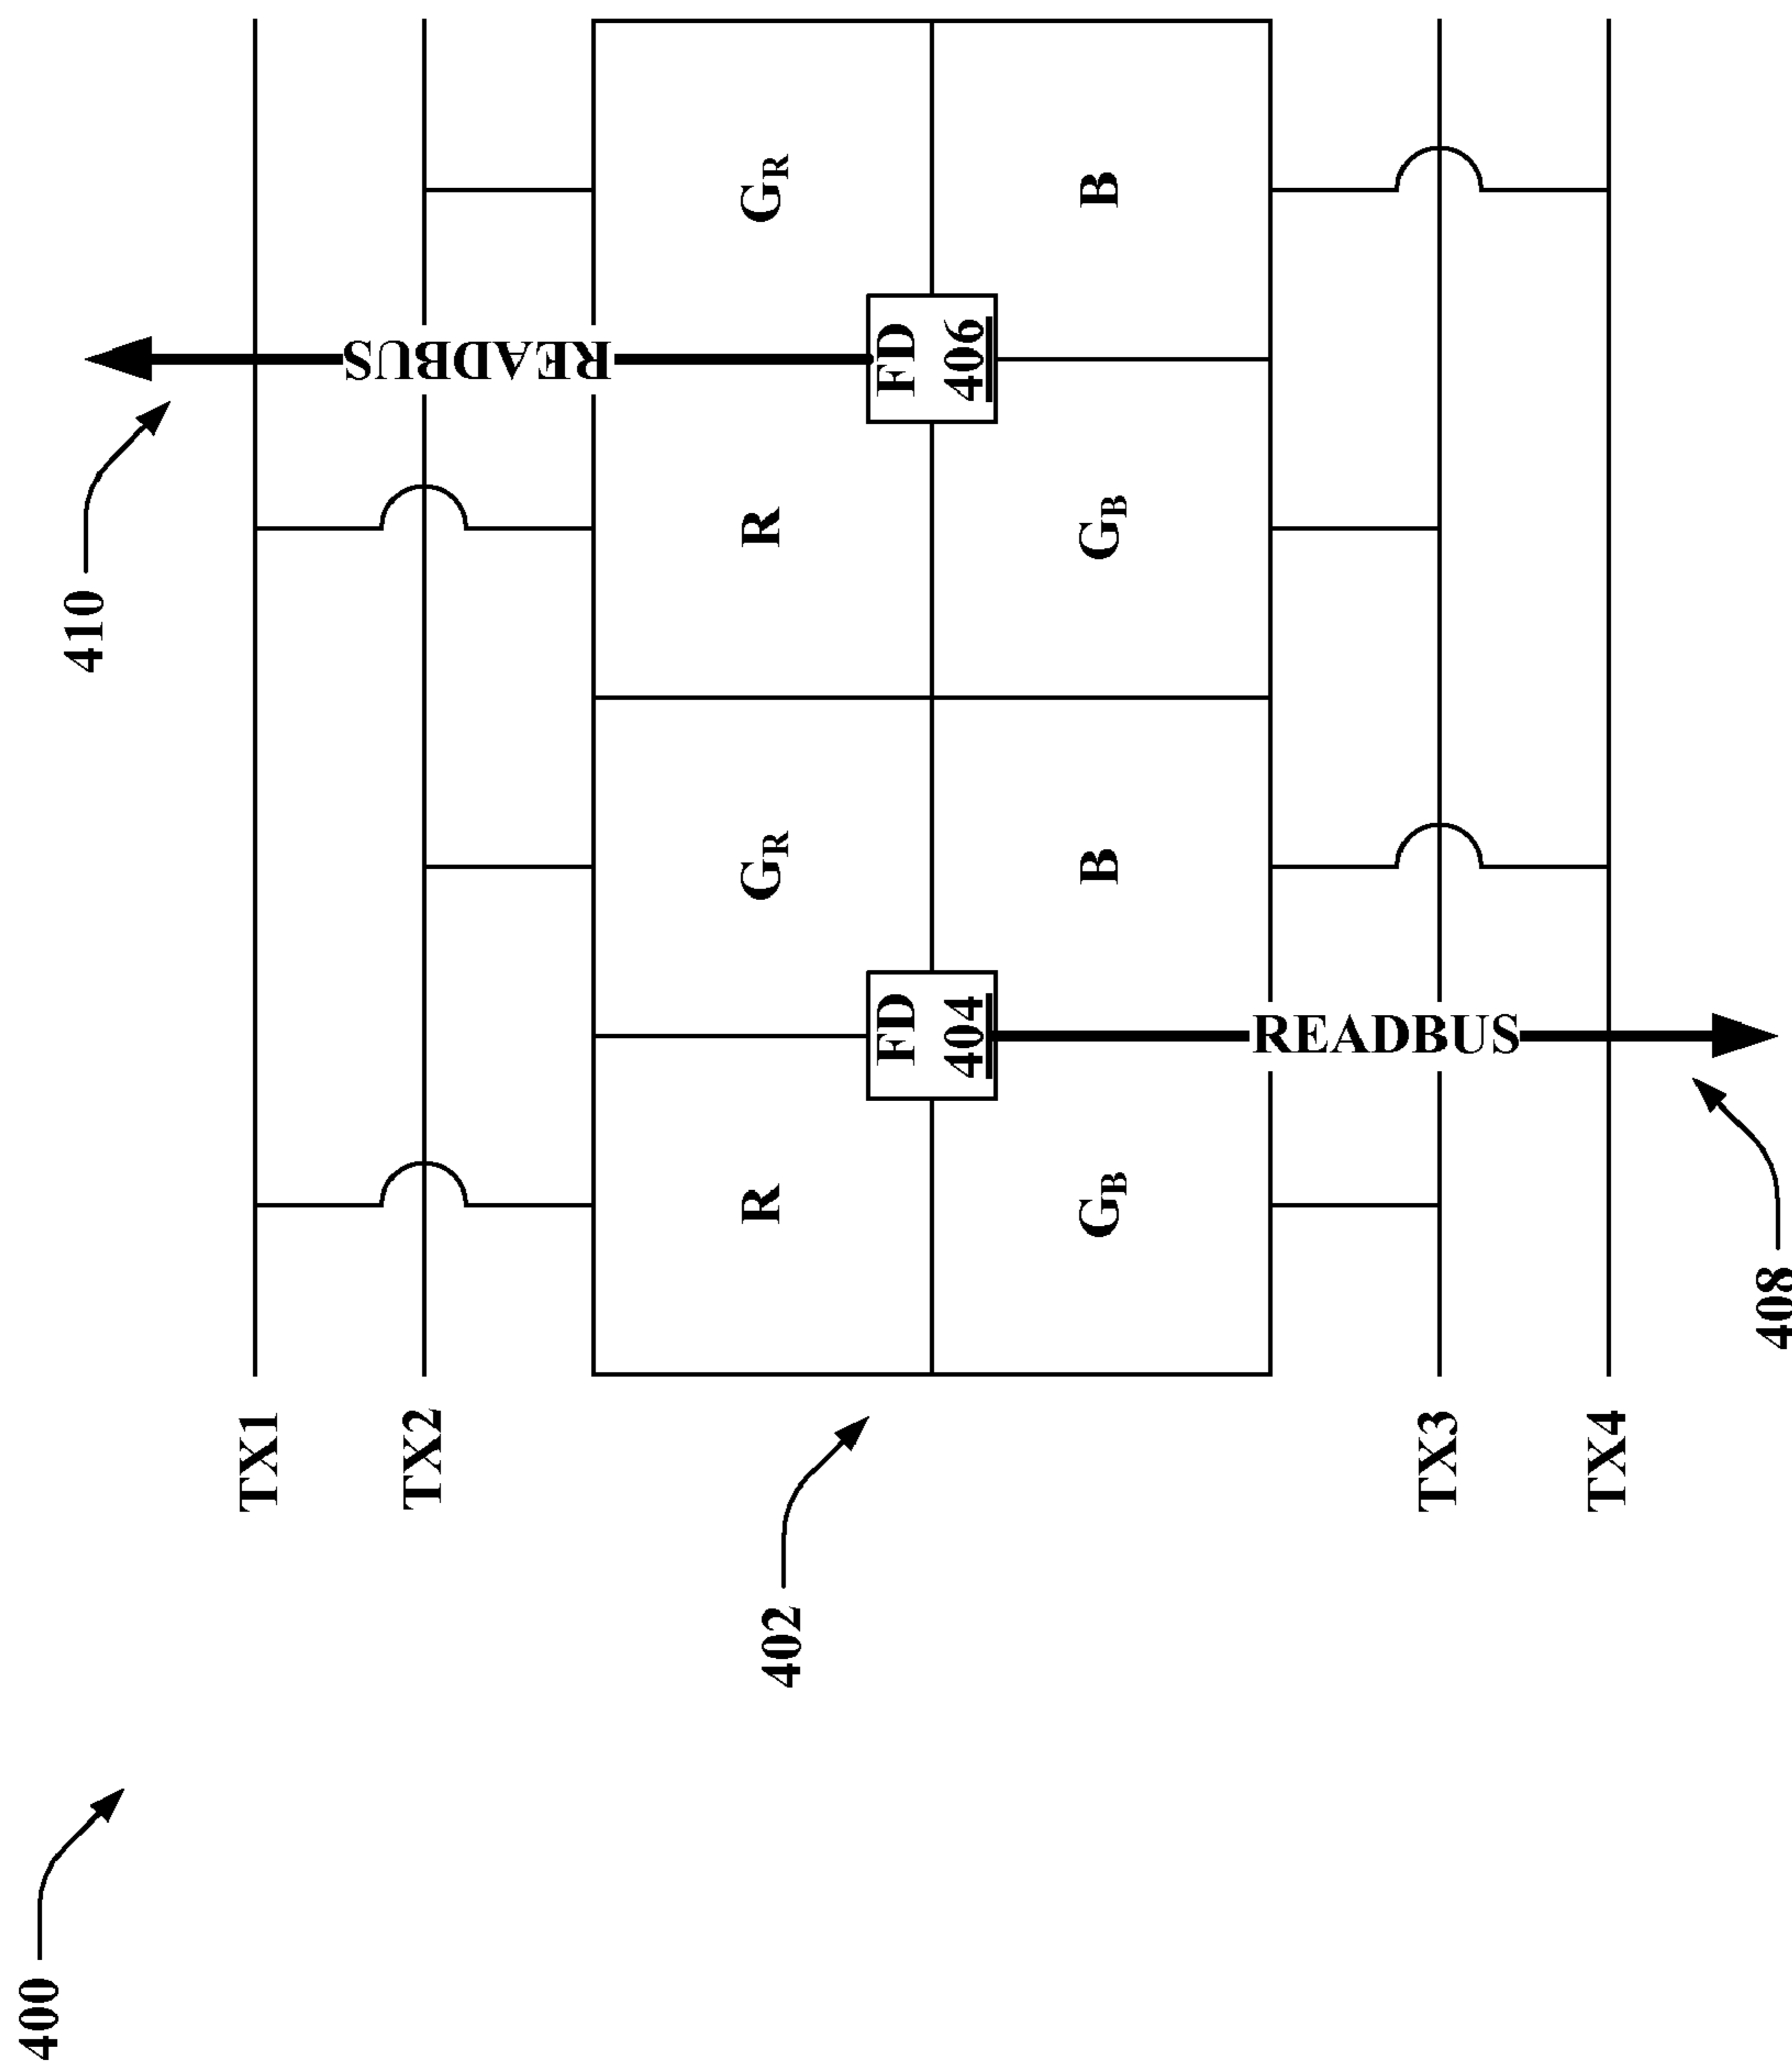 400
410
TX1
TX2
READBUS
402
R
GR
R
GR
FD
404
FD
406
GB
B
GB
B
READBUS
TX3
TX4
408